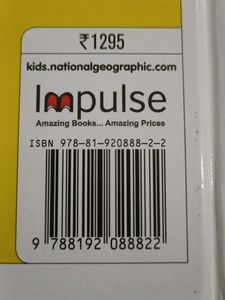 ₹1295
kids.nationalgeographic.com
Impulse
Amazing Books... Amazing Prices
ISBN 978-81-920888-2-2
9 788192 088822